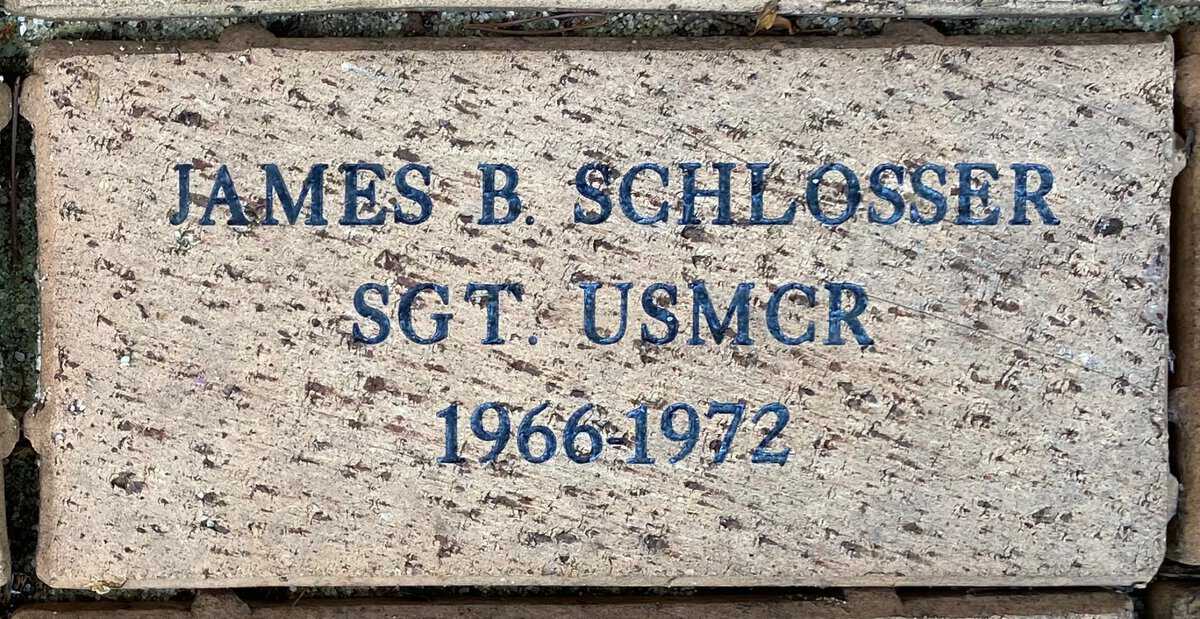 JAMES B. SCHLOSSER
SGT. USMCR
1966-1972